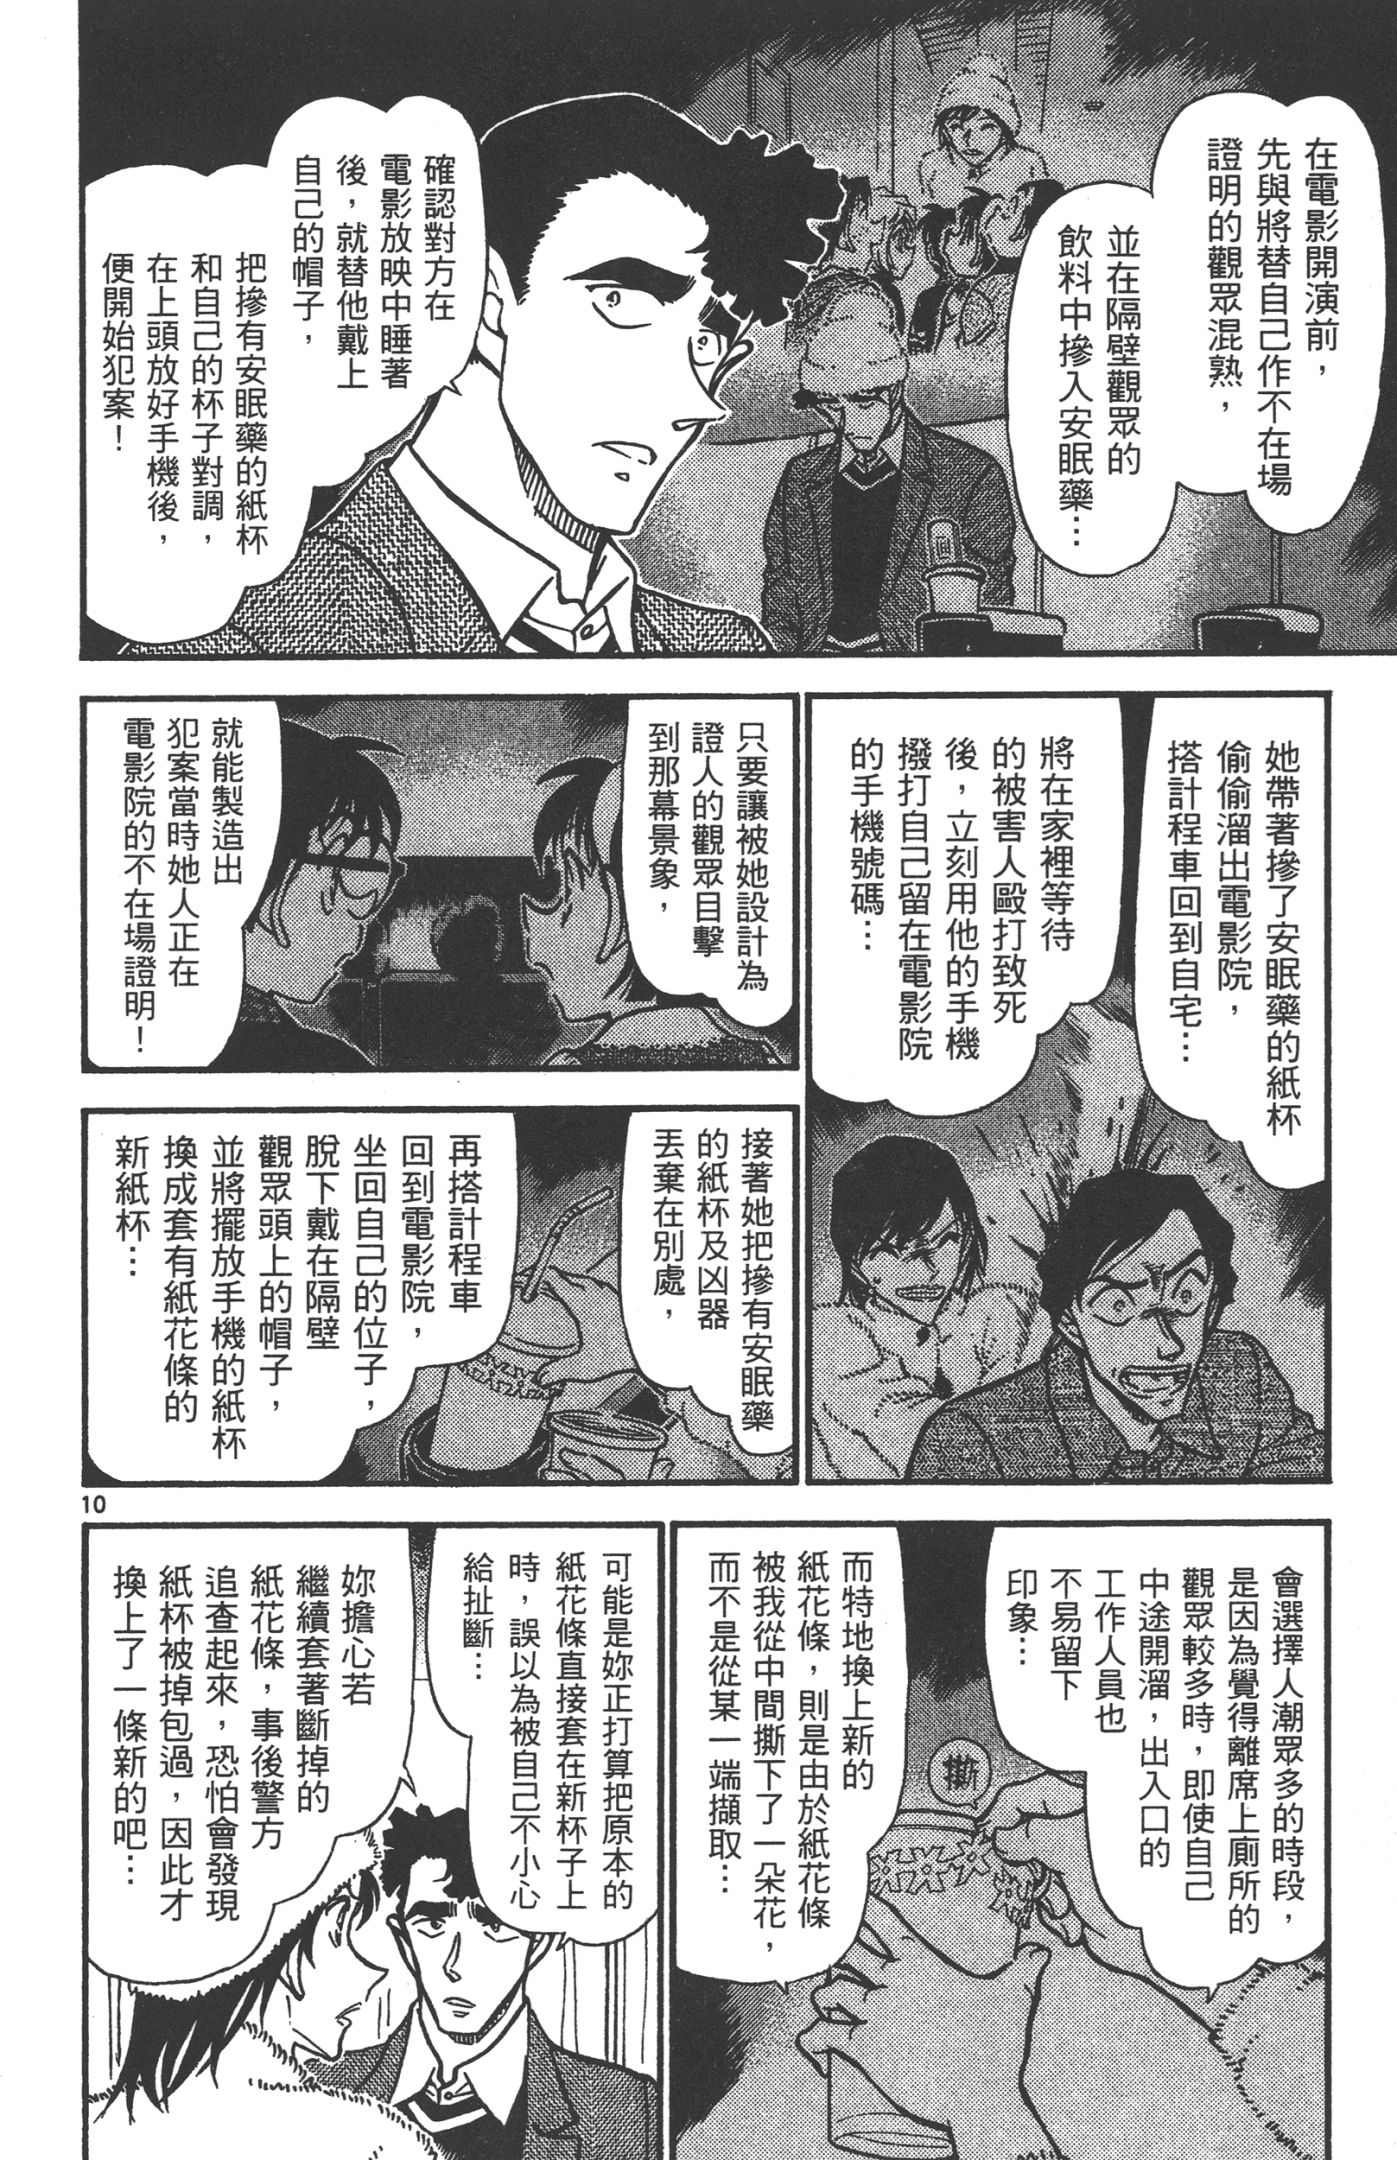 在電影開演前，
先與將替自己作不在場
證明的觀眾混熟，
並在隔壁觀眾的
飲料中摻入安眠藥…
確認對方在
電影放映中睡著
後，就替他戴上
自己的帽子，
把摻有安眠藥的紙杯
和自己的杯子對調，
在上頭放好手機後，
便開始犯案！
她帶著摻了安眠藥的紙杯
偷偷溜出電影院，
搭計程車回到自宅…
將在家裡等待
的被害人毆打致死
後，立刻用他的手機
撥打自己留在電影院
的手機號碼…
只要讓被她設計為
證人的觀眾目擊
到那幕景象，
就能製造出
犯案當時她人正在
電影院的不在場證明！
接著她把摻有安眠藥
的紙杯及凶器
丟棄在別處，
再搭計程車
回到電影院，
坐回自己的位子，
脫下戴在隔壁
觀眾頭上的帽子，
並將擺放手機的紙杯
換成套有紙花條的
新紙杯…
10
會選擇人潮眾多的時段，
是因為覺得離席上廁所的
觀眾較多時，即使自己
中途開溜，出入口的
工作人員也
不易留下
印象…
撕
而特地換上新的
紙花條，則是由於紙花條
被我從中間撕下了一朵花，
而不是從某一端擷取…
可能是妳正打算把原本的
紙花條直接套在新杯子上
時，誤以為被自己不小心
給扯斷…
妳擔心若
繼續套著斷掉的
紙花條，事後警方
追查起來，恐怕會發現
紙杯被掉包過，因此才
換上了一條新的吧…